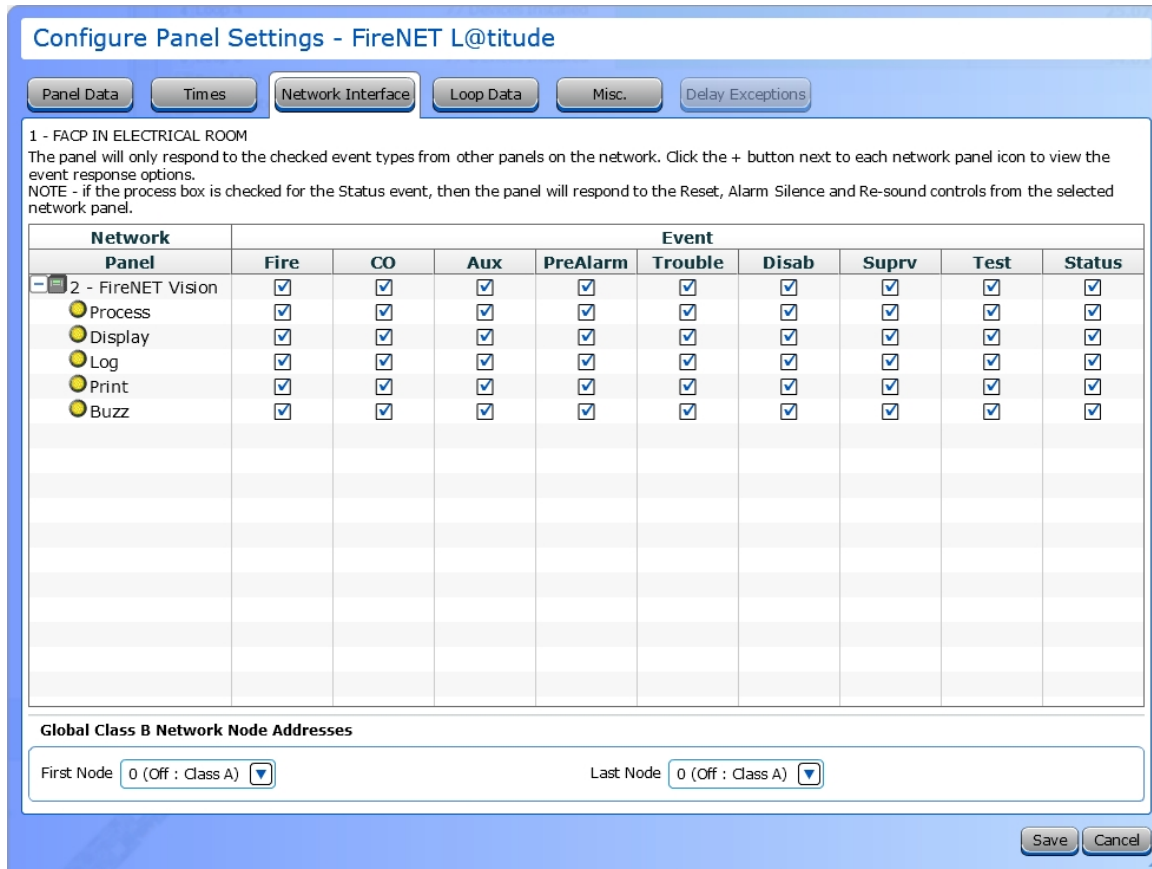 Configure Panel Settings - FireNET L@titude
Panel Data Times Network Interface Loop Data Misc. Delay Exceptions
1 - FACP IN ELECTRICAL ROOM
The panel will only respond to the checked event types from other panels on the network. Click the + button next to each network panel icon to view the
event response options.
NOTE - if the process box is checked for the Status event, then the panel will respond to the Reset, Alarm Silence and Re-sound controls from the selected
network panel.
Network Event
Panel Fire CO Aux PreAlarm Trouble Disab Suprv Test Status
2 - FireNET Vision
Process
Display
Log
Print
Buzz
Global Class B Network Node Addresses
First Node 0 (Off : Class A) Last Node 0 (Off : Class A)
Save Cancel